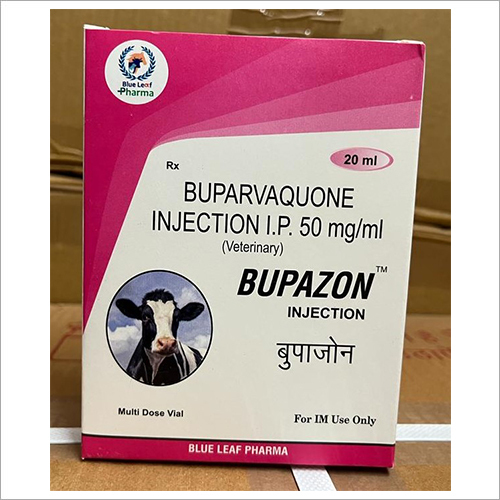 Blue Leaf
Pharma
20 ml
Rx
BUPARVAQUONE
INJECTION I.P. 50 mg/ml
(Veterinary)
BUPAZON™
INJECTION
बुपाजोन
Multi Dose Vial
For IM Use Only
BLUE LEAF PHARMA